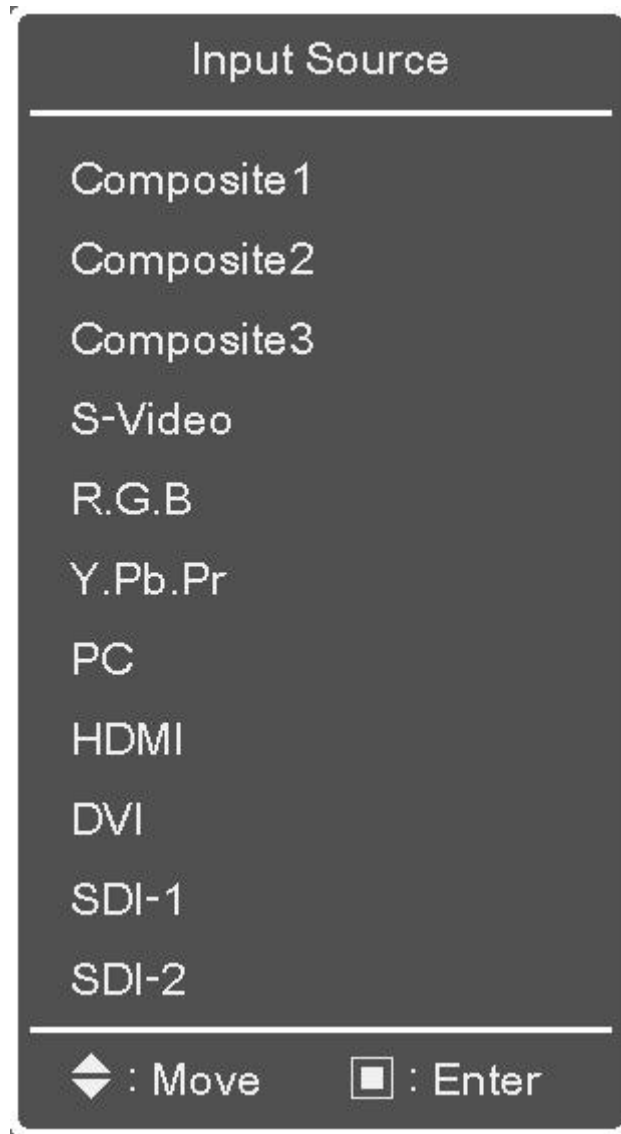 Input Source
Composite1
Composite2
Composite3
S-Video
R.G.B
Y.Pb.Pr
PC
HDMI
DVI
SDI-1
SDI-2
: Move : Enter